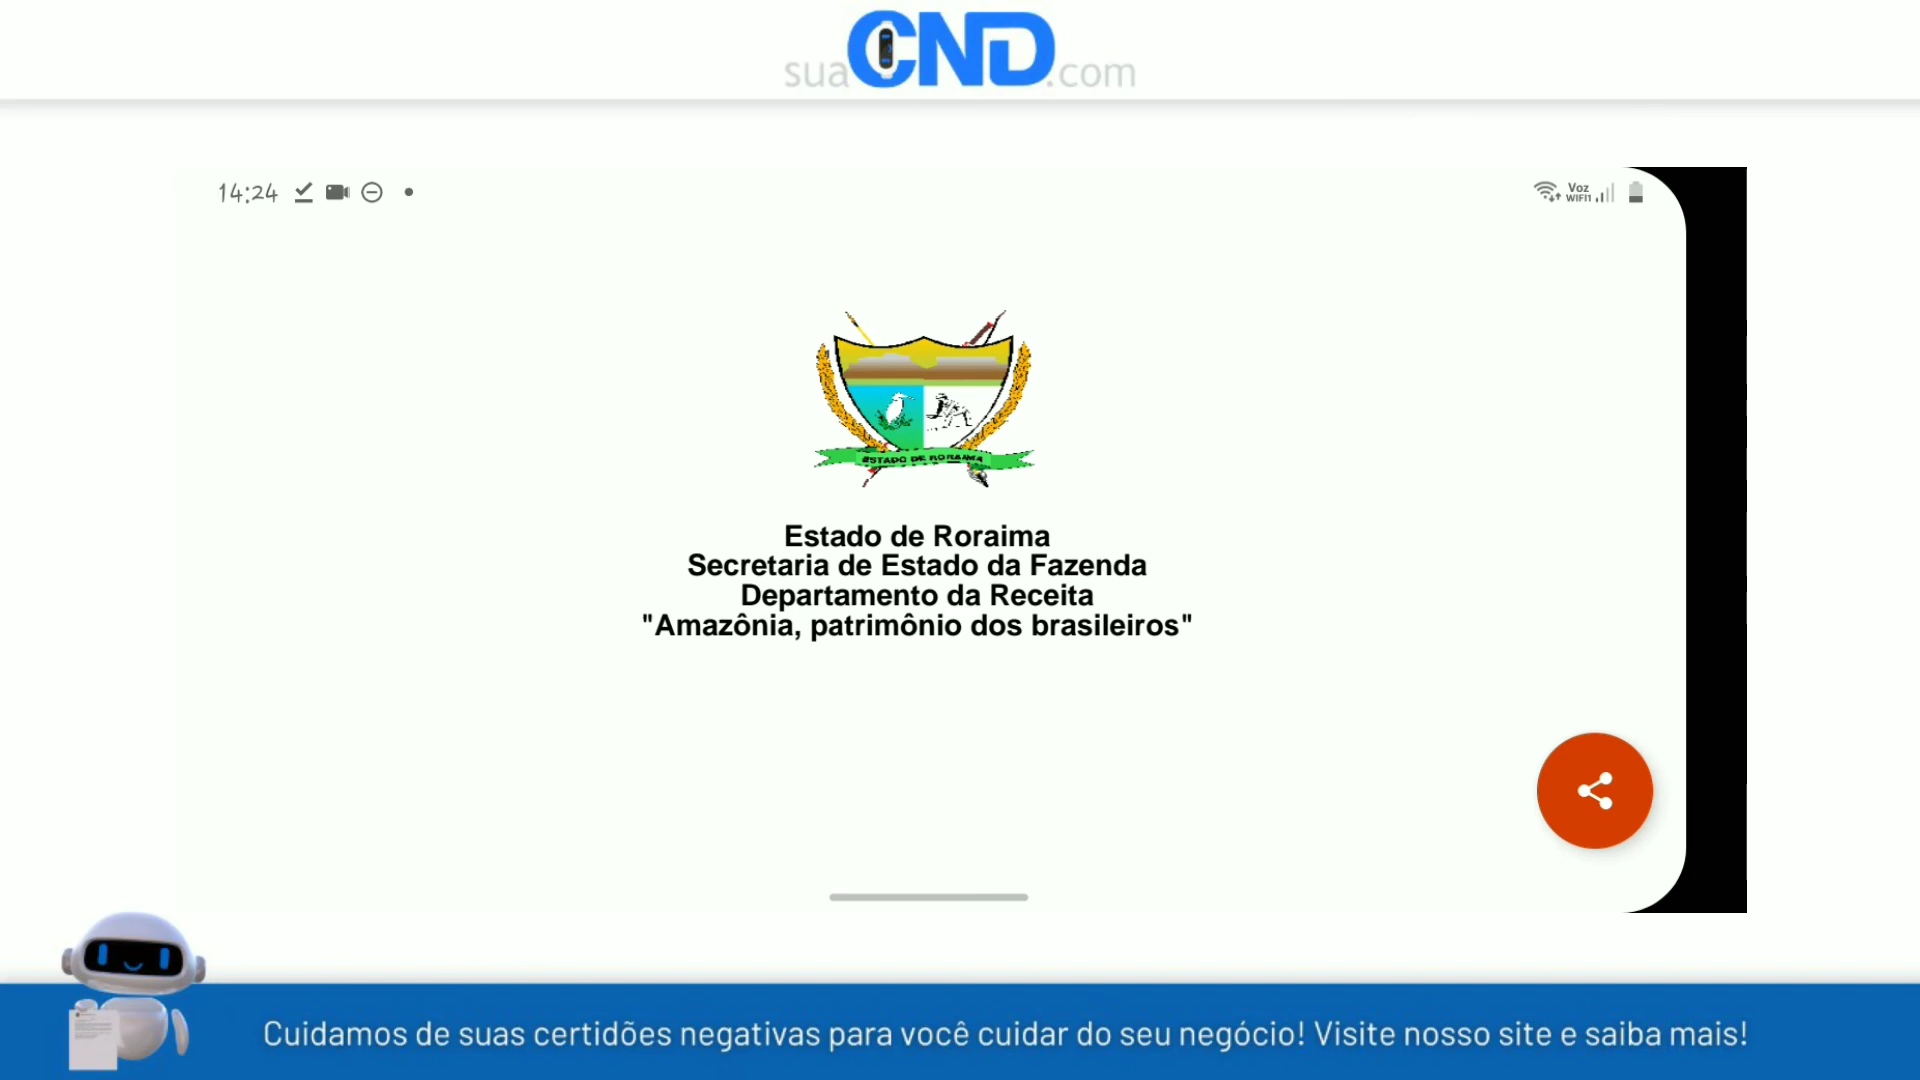 suaCND.com
14:24
Voz
WIFI1
ESTADO DE RORAIMA
Estado de Roraima
Secretaria de Estado da Fazenda
Departamento da Receita
"Amazônia, patrimônio dos brasileiros"
Cuidamos de suas certidões negativas para você cuidar do seu negócio! Visite nosso site e saiba mais!